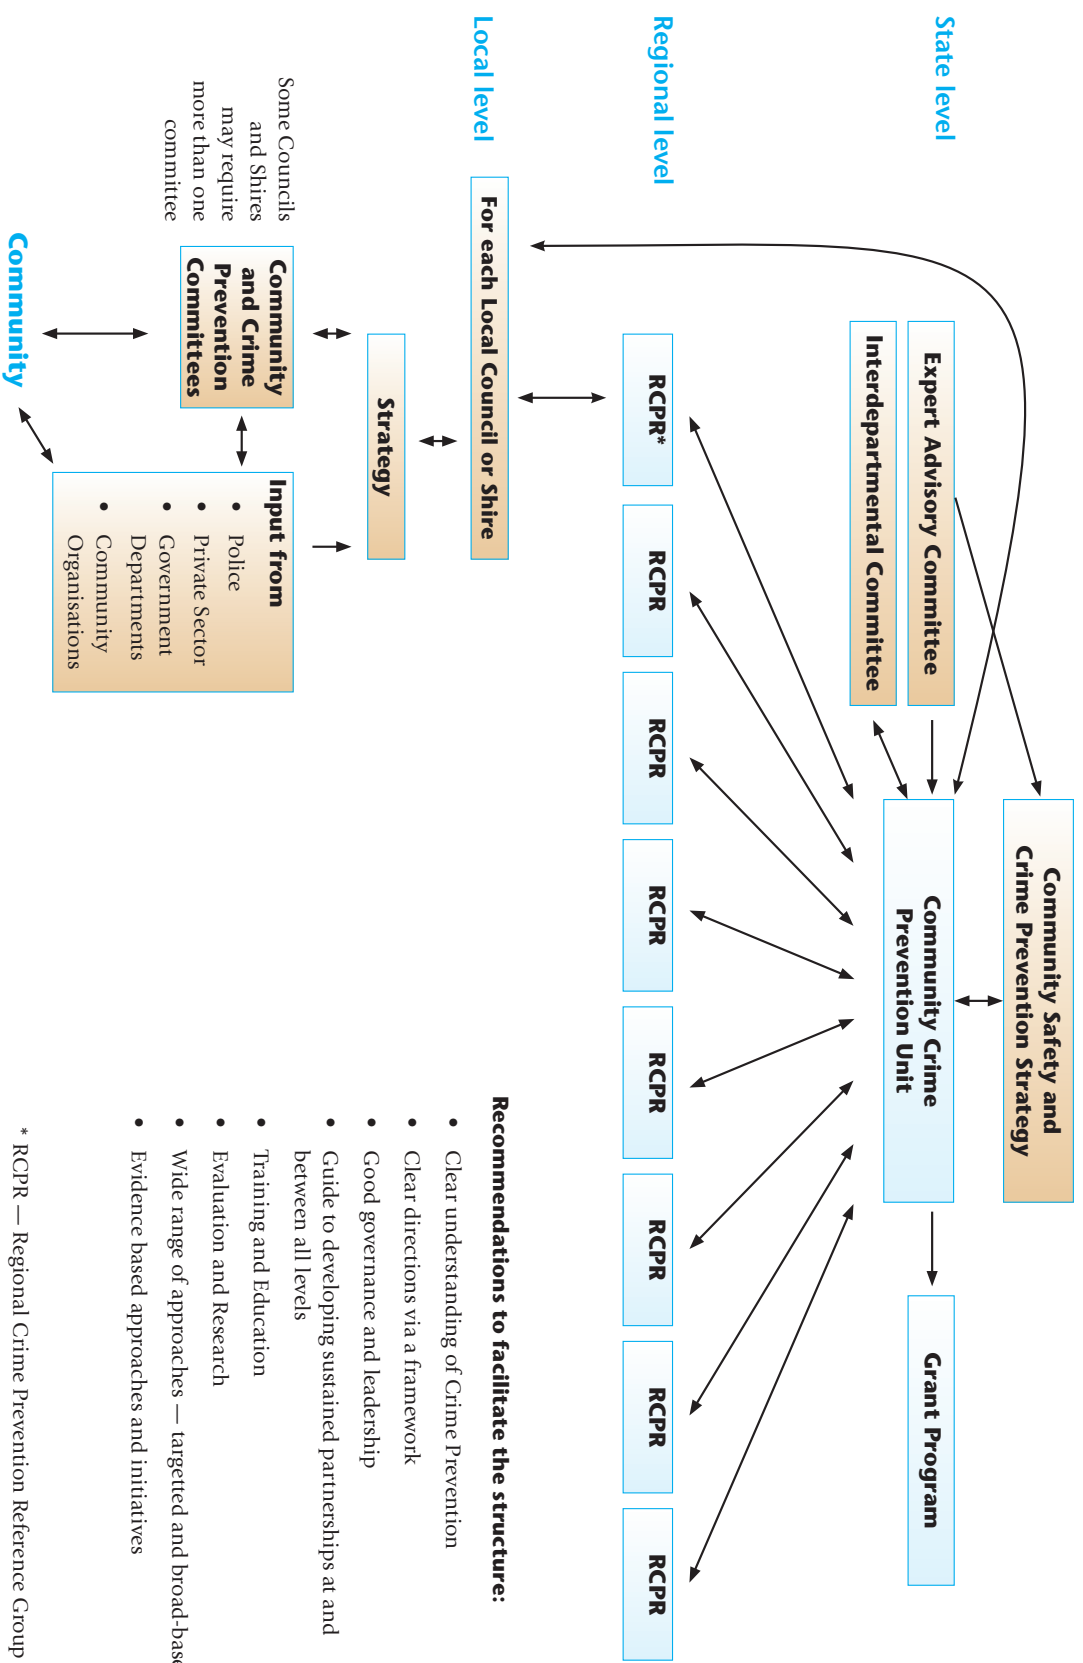 State level
Community Safety and
Crime Prevention Strategy
Expert Advisory Committee
Interdepartmental Committee
Community Crime
Prevention Unit
Grant Program
Regional level
RCPR*
RCPR
RCPR
RCPR
RCPR
RCPR
RCPR
RCPR
Local level
For each Local Council or Shire
Strategy
Some Councils
and Shires
may require
more than one
committee
Community
and Crime
Prevention
Committees
Input from
• Police
• Private Sector
• Government
Departments
• Community
Organisations
Community
Recommendations to facilitate the structure:
• Clear understanding of Crime Prevention
• Clear directions via a framework
• Good governance and leadership
• Guide to developing sustained partnerships at and
between all levels
• Training and Education
• Evaluation and Research
• Wide range of approaches — targetted and broad-base
• Evidence based approaches and initiatives
* RCPR — Regional Crime Prevention Reference Group